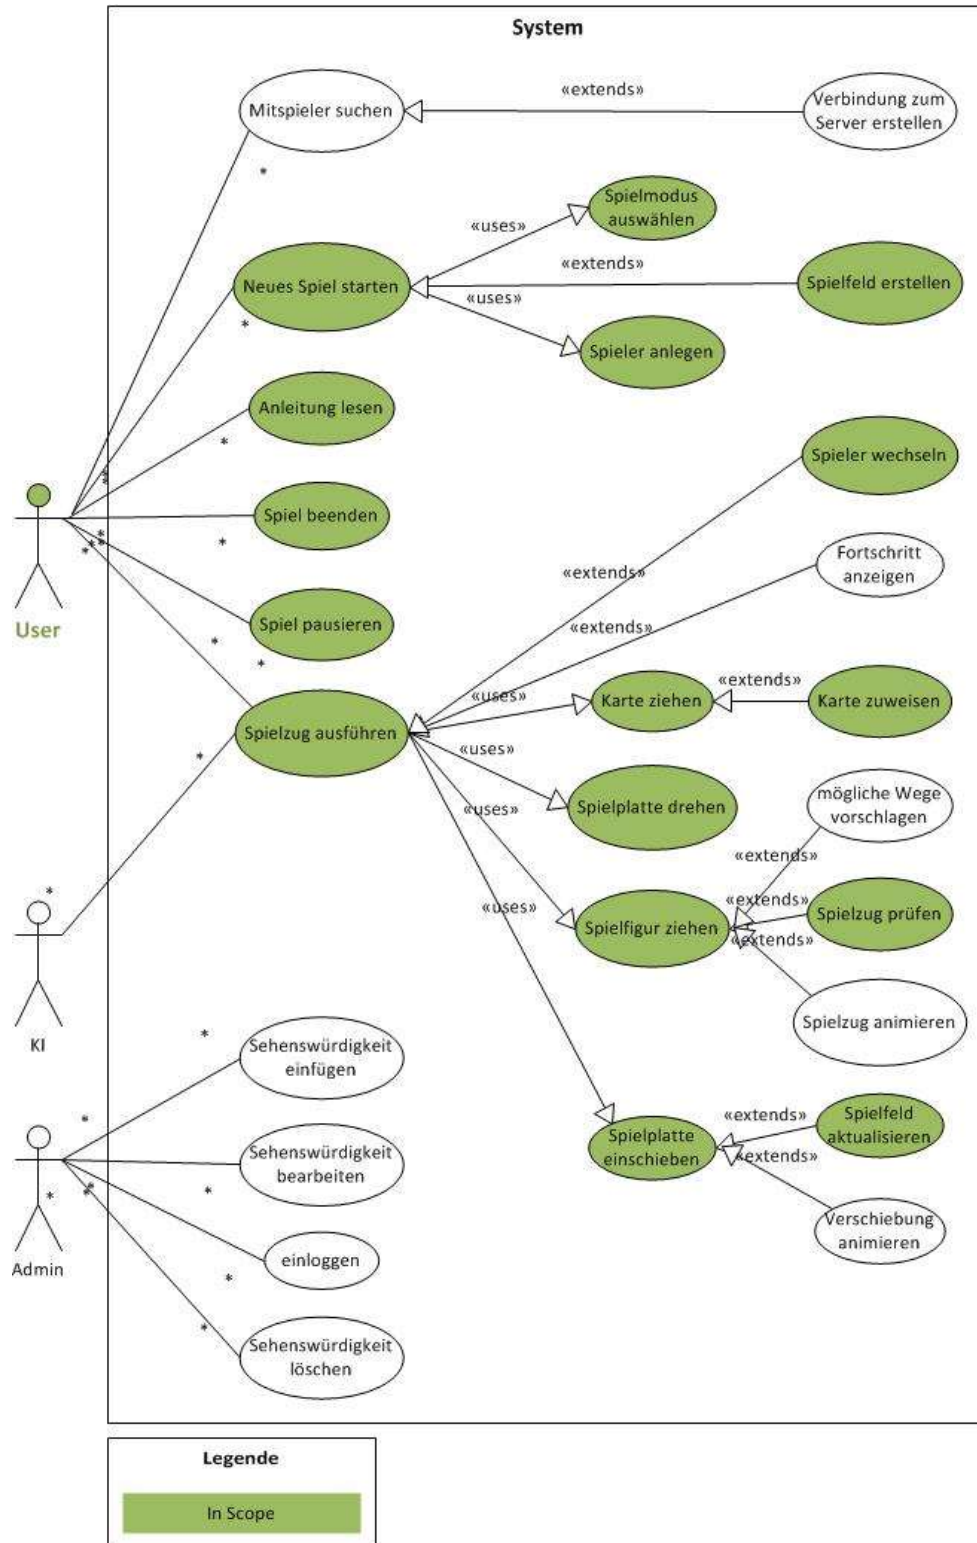 System
Mitspieler suchen
«extends»
Verbindung zum
Server erstellen
*
Spielmodus
auswählen
«uses»
Neues Spiel starten
«extends»
Spielfeld erstellen
«uses»
*
Spieler anlegen
Anleitung lesen
*
Spieler wechseln
*
*
Spiel beenden
*
*
*
*
*
*
User
Fortschritt
anzeigen
«extends»
Spiel pausieren
«extends»
*
*
Karte ziehen
«uses»
«extends»
Karte zuweisen
Spielzug ausführen
*
«uses»
Spielplatte drehen
mögliche Wege
vorschlagen
«uses»
«extends»
*
KI
«uses»
Spielfigur ziehen
«extends»
Spielzug prüfen
«extends»
Spielzug animieren
*
Sehenswürdigkeit
einfügen
*
Spielplatte
einschieben
«extends»
Spielfeld
aktualisieren
«extends»
Sehenswürdigkeit
bearbeiten
*
*
*
*
Admin
Verschiebung
animieren
einloggen
*
*
Sehenswürdigkeit
löschen
Legende
In Scope